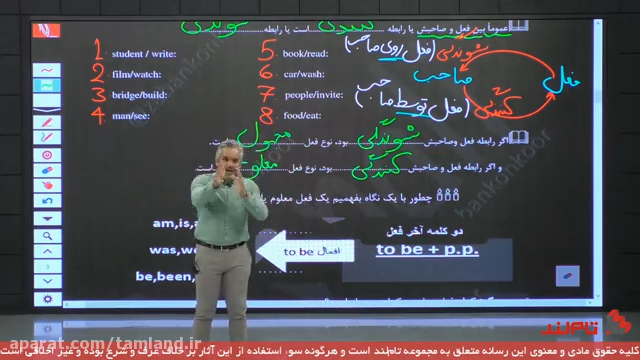 عموماً بین فعل و صاحبش یا رابطه کنندگی است یا رابطه شوندگی
1 student / write:
5 book/read:
شوندگی (فعل روی صاحب)
2 film/watch:
6 car/wash:
صاحب
فعل
3 bridge/build:
7 people/invite:
کنندگی (فعل توسط صاحب)
4 man/see:
8 food/eat:
اگر رابطه فعل وصاحبش شوندگی بود، نوع فعل مجهول است.
و اگر رابطه فعل و صاحبش کنندگی بود، نوع فعل معلوم است.
چطور با یک نگاه بفهمیم یک فعل معلوم
am,is,
دو کلمه آخر فعل
was,we
افعال to be
to be + p.p.
be,been,
تام‌لند
aparat.com/tamland.ir
کلیه حقوق مادی و معنوی این رسانه متعلق به مجموعه تام‌لند است و هرگونه سوء استفاده از این آثار بر خلاف عرف و شرع بوده و غیر اخلاقی است